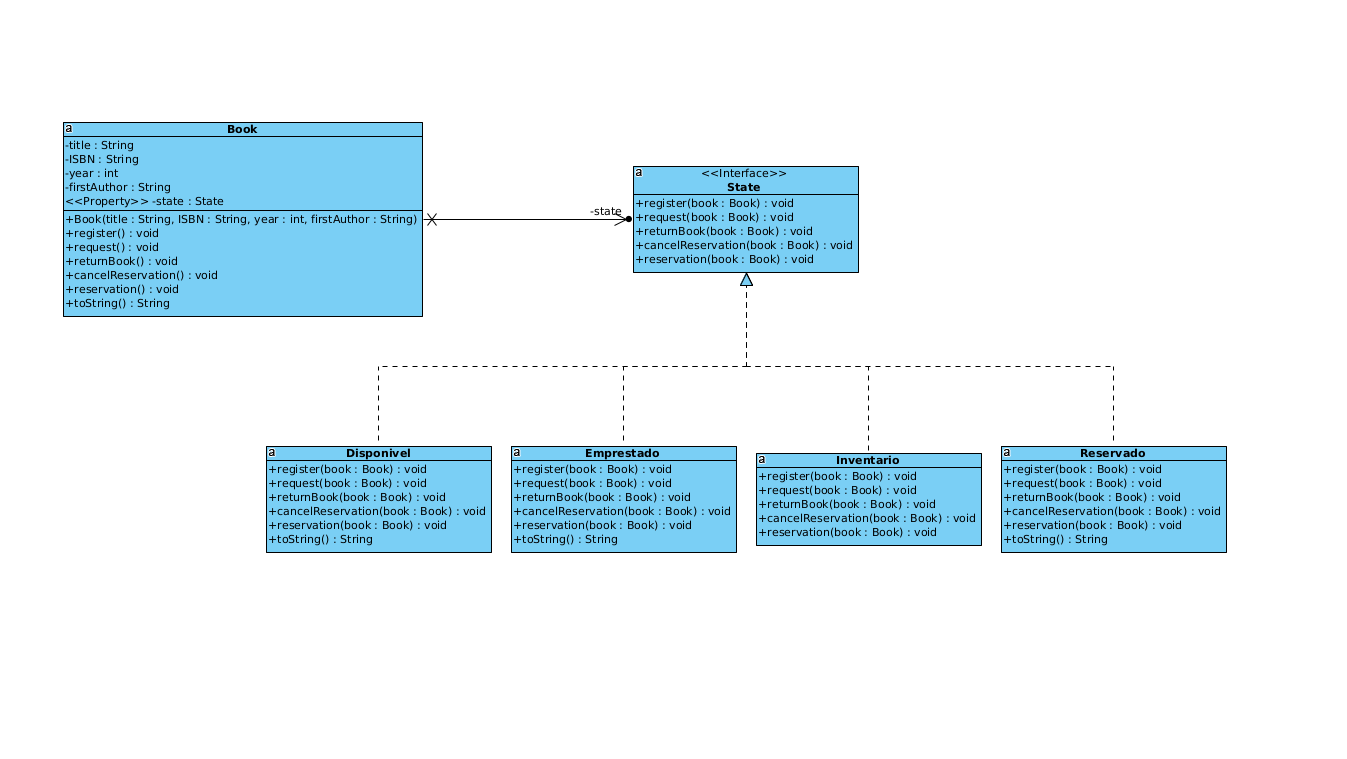 a
Book
-title : String
-ISBN : String
-year : int
-firstAuthor : String
<<Property>> -state : State
+Book(title : String, ISBN : String, year : int, firstAuthor : String)
+register() : void
+request() : void
+returnBook() : void
+cancelReservation() : void
+reservation() : void
+toString() : String
-state
a
<<Interface>>
State
+register(book : Book) : void
+request(book : Book) : void
+returnBook(book : Book) : void
+cancelReservation(book : Book) : void
+reservation(book : Book) : void
a
Disponivel
+register(book : Book) : void
+request(book : Book) : void
+returnBook(book : Book) : void
+cancelReservation(book : Book) : void
+reservation(book : Book) : void
+toString() : String
a
Emprestado
+register(book : Book) : void
+request(book : Book) : void
+returnBook(book : Book) : void
+cancelReservation(book : Book) : void
+reservation(book : Book) : void
+toString() : String
a
Inventario
+register(book : Book) : void
+request(book : Book) : void
+returnBook(book : Book) : void
+cancelReservation(book : Book) : void
+reservation(book : Book) : void
a
Reservado
+register(book : Book) : void
+request(book : Book) : void
+returnBook(book : Book) : void
+cancelReservation(book : Book) : void
+reservation(book : Book) : void
+toString() : String